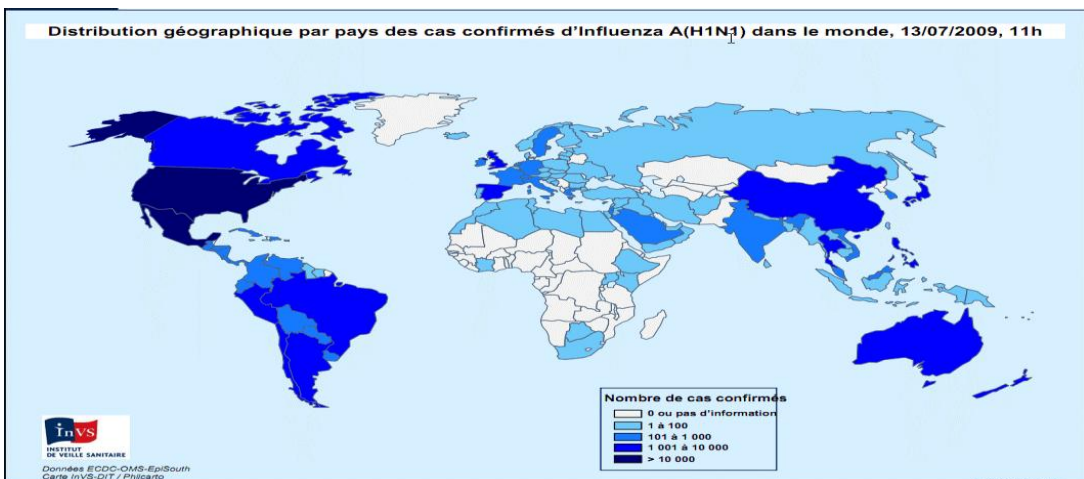 Distribution géographique par pays des cas confirmés d'Influenza A(H1N1) dans le monde, 13/07/2009, 11h
Nombre de cas confirmés
0 ou pas d'information
1 à 100
101 à 1 000
1 001 à 10 000
> 10 000
InVS
INSTITUT
DE VEILLE SANITAIRE
Données ECDC-OMS-EpiSouth
Carte InVS-DIT / Philcarto